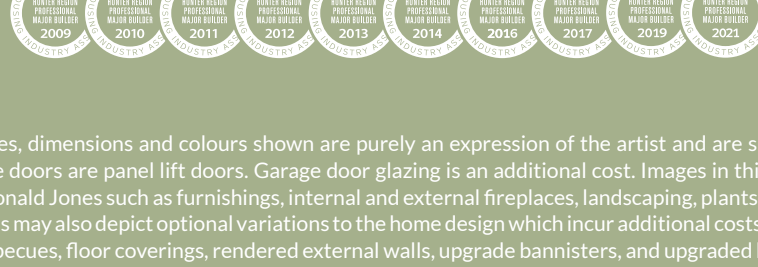 HUNTER REGION HUNTER REGION HUNTER REGION HUNTER REGION HUNTER REGION HUNTER REGION HUNTER REGION HUNTER REGION HUNTER REGION HUNTER REGION
PROFESSIONAL PROFESSIONAL PROFESSIONAL PROFESSIONAL PROFESSIONAL PROFESSIONAL PROFESSIONAL PROFESSIONAL PROFESSIONAL PROFESSIONAL
MAJOR BUILDER MAJOR BUILDER MAJOR BUILDER MAJOR BUILDER MAJOR BUILDER MAJOR BUILDER MAJOR BUILDER MAJOR BUILDER MAJOR BUILDER MAJOR BUILDER
2009 2010 2011 2012 2013 2014 2016 2017 2019 2021
es, dimensions and colours shown are purely an expression of the artist and are s
e doors are panel lift doors. Garage door glazing is an additional cost. Images in thi
onald Jones such as furnishings, internal and external fireplaces, landscaping, plants
s may also depict optional variations to the home design which incur additional costs
becues, floor coverings, rendered external walls, upgrade bannisters, and upgraded